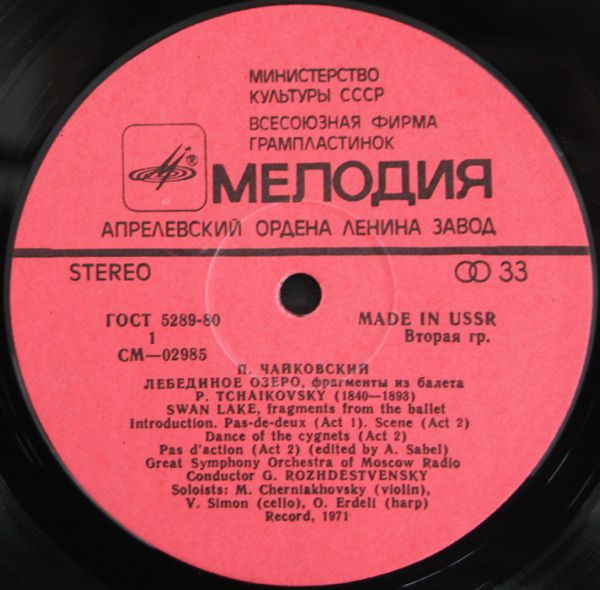 МИНИСТЕРСТВО
КУЛЬТУРЫ СССР
ВСЕСОЮЗНАЯ ФИРМА
ГРАМПЛАСТИНОК
®
МЕЛОДИЯ
АПРЕЛЕВСКИЙ ОРДЕНА ЛЕНИНА ЗАВОД
STEREO 33
ГОСТ 5289-80 MADE IN USSR
1 Вторая гр.
СМ—02985
П. ЧАЙКОВСКИЙ
ЛЕБЕДИНОЕ ОЗЕРО, фрагменты из балета
P. TCHAIKOVSKY (1840—1893)
SWAN LAKE, fragments from the ballet
Introduction. Pas-de-deux (Act 1). Scene (Act 2)
Dance of the cygnets (Act 2)
Pas d'action (Act 2) (edited by A. Sabel)
Great Symphony Orchestra of Moscow Radio
Conductor G. ROZHDESTVENSKY
Soloists: M. Cherniakhovsky (violin),
V. Simon (cello), O. Erdeli (harp)
Record, 1971